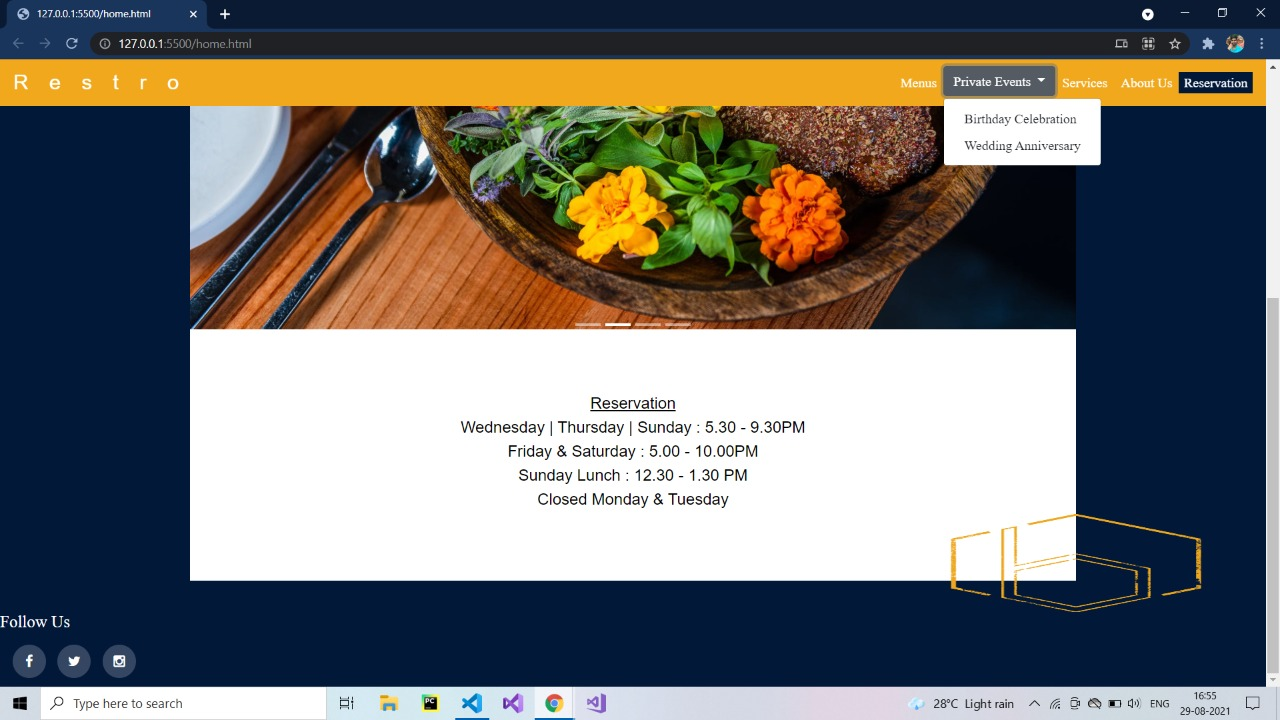 127.0.0.1:5500/home.html
127.0.0.1:5500/home.html
R e s t r o
Menus
Private Events
Services
About Us
Reservation
Birthday Celebration
Wedding Anniversary
Reservation
Wednesday | Thursday | Sunday : 5.30 - 9.30PM
Friday & Saturday : 5.00 - 10.00PM
Sunday Lunch : 12.30 - 1.30 PM
Closed Monday & Tuesday
Follow Us
Type here to search
PC
28°C Light rain
ENG
16:55
29-08-2021